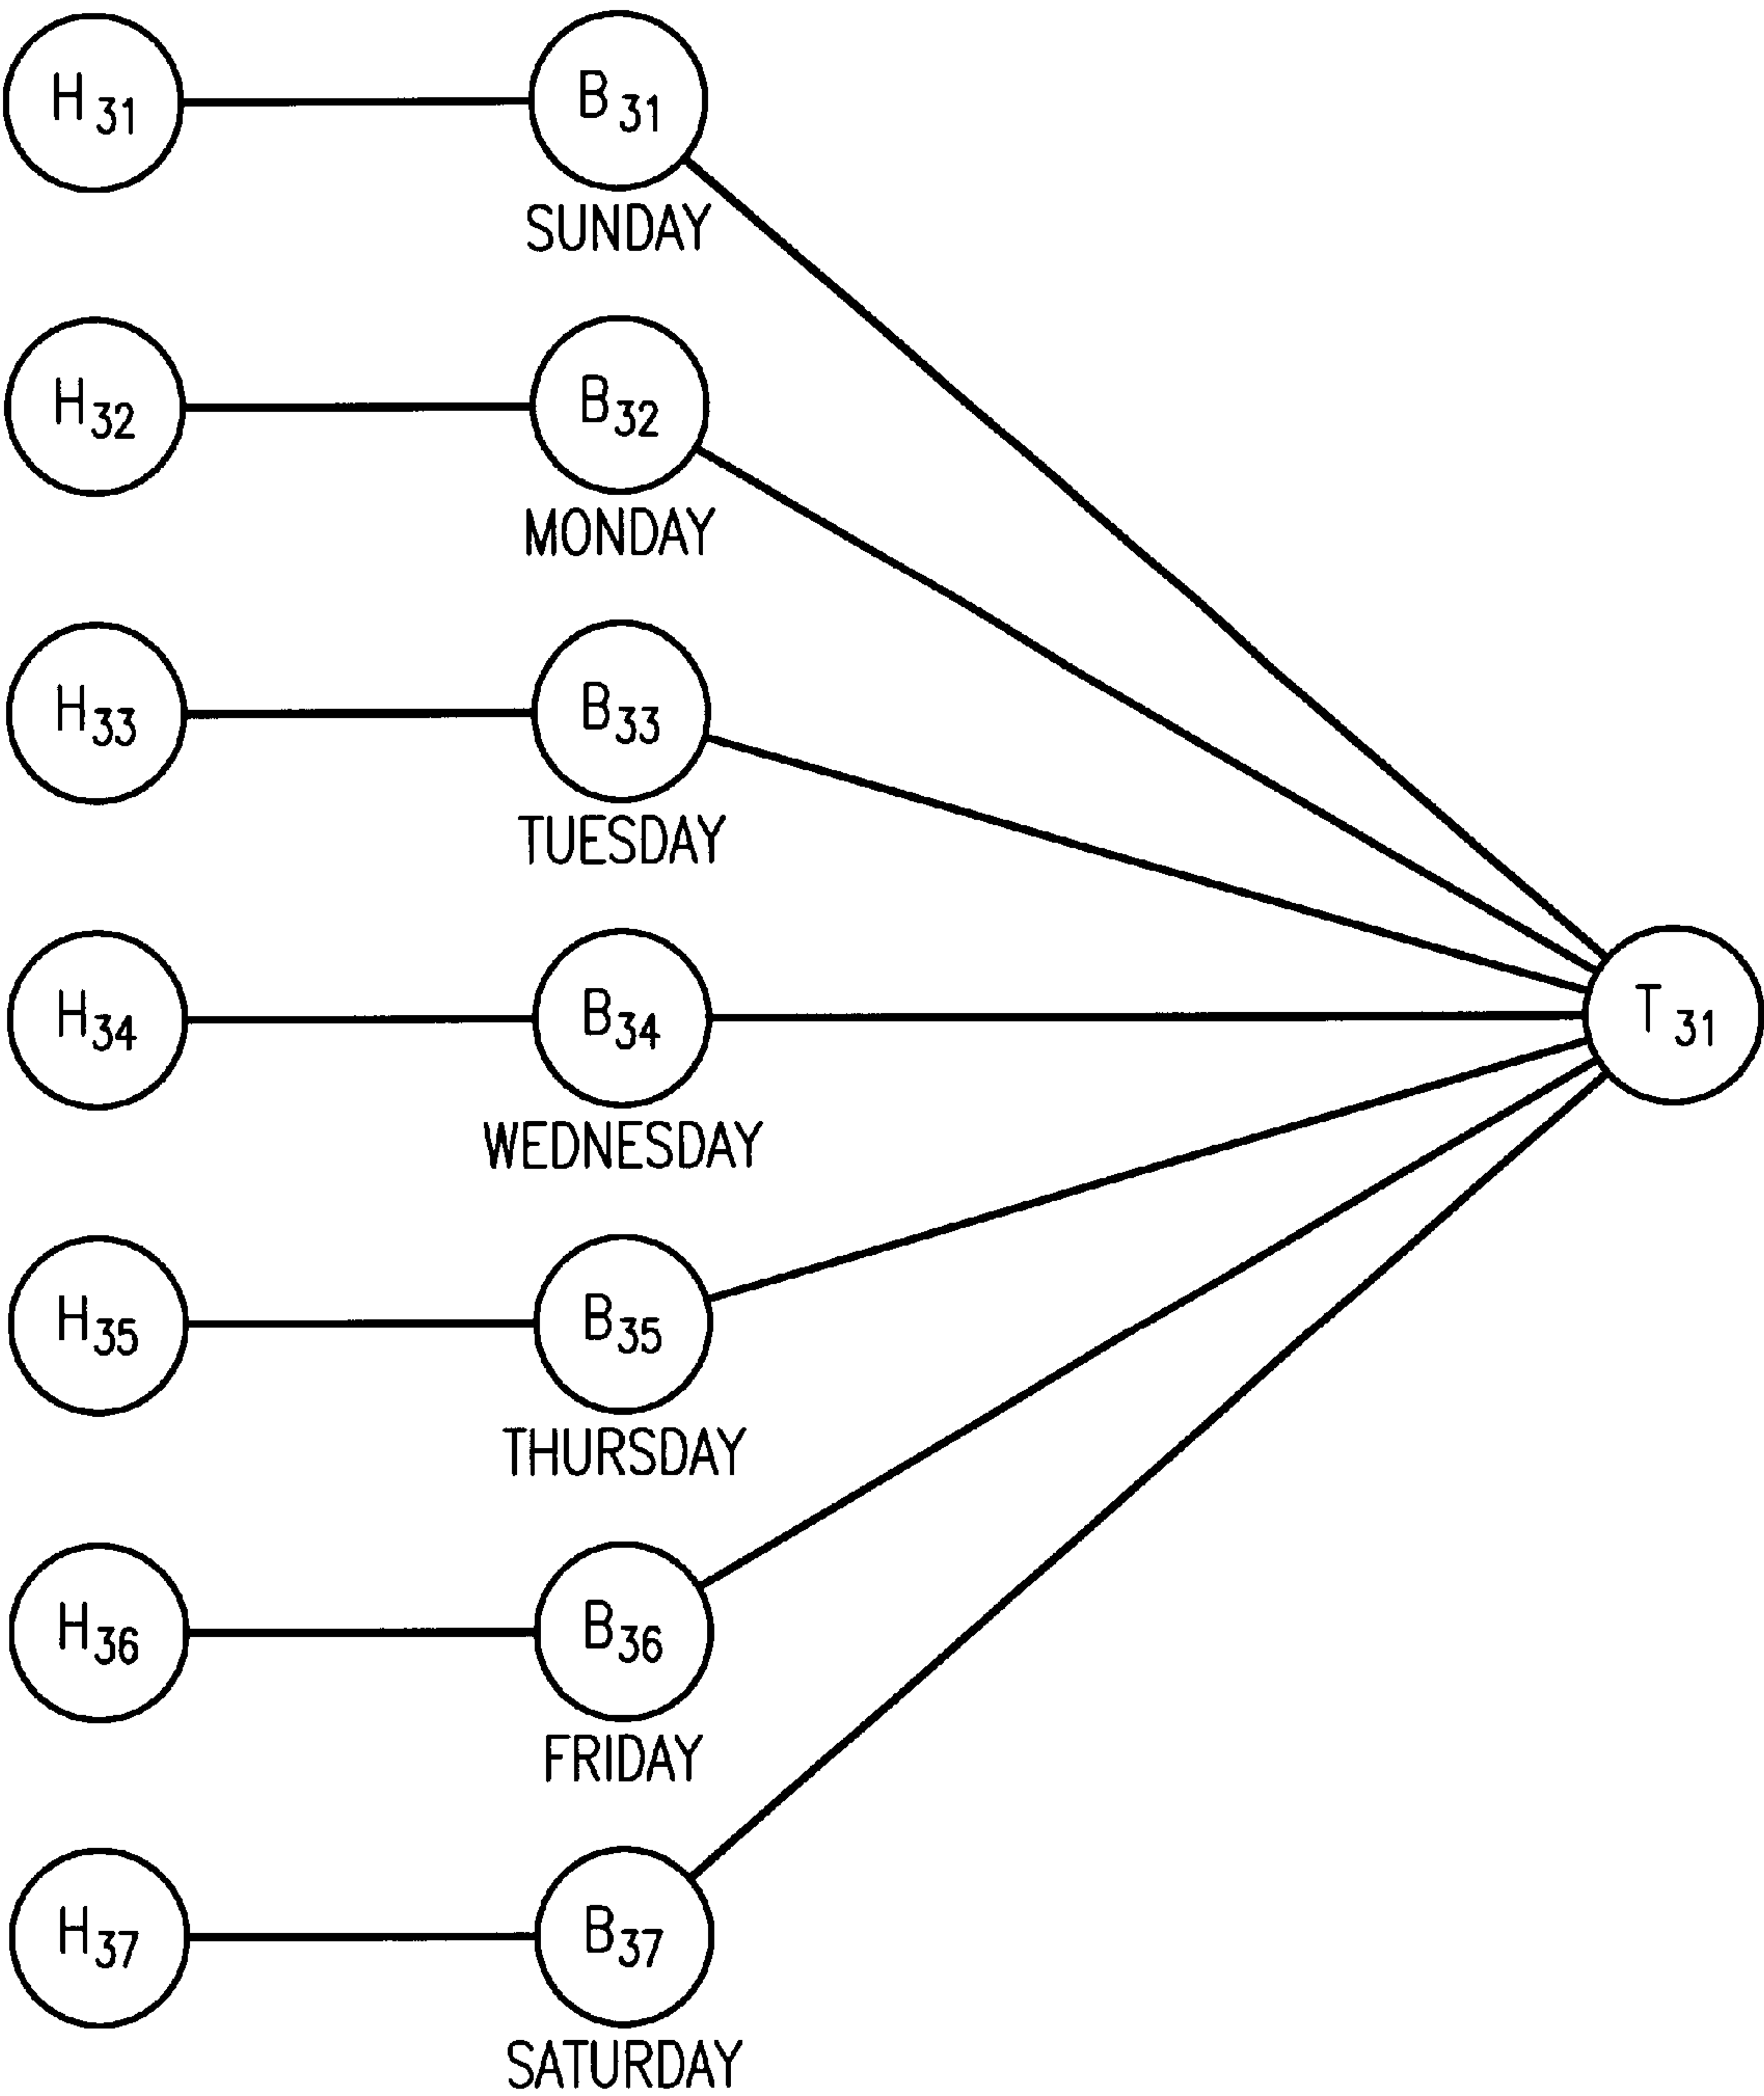 H31 B31
SUNDAY
H32 B32
MONDAY
H33 B33
TUESDAY
H34 B34 T31
WEDNESDAY
H35 B35
THURSDAY
H36 B36
FRIDAY
H37 B37
SATURDAY